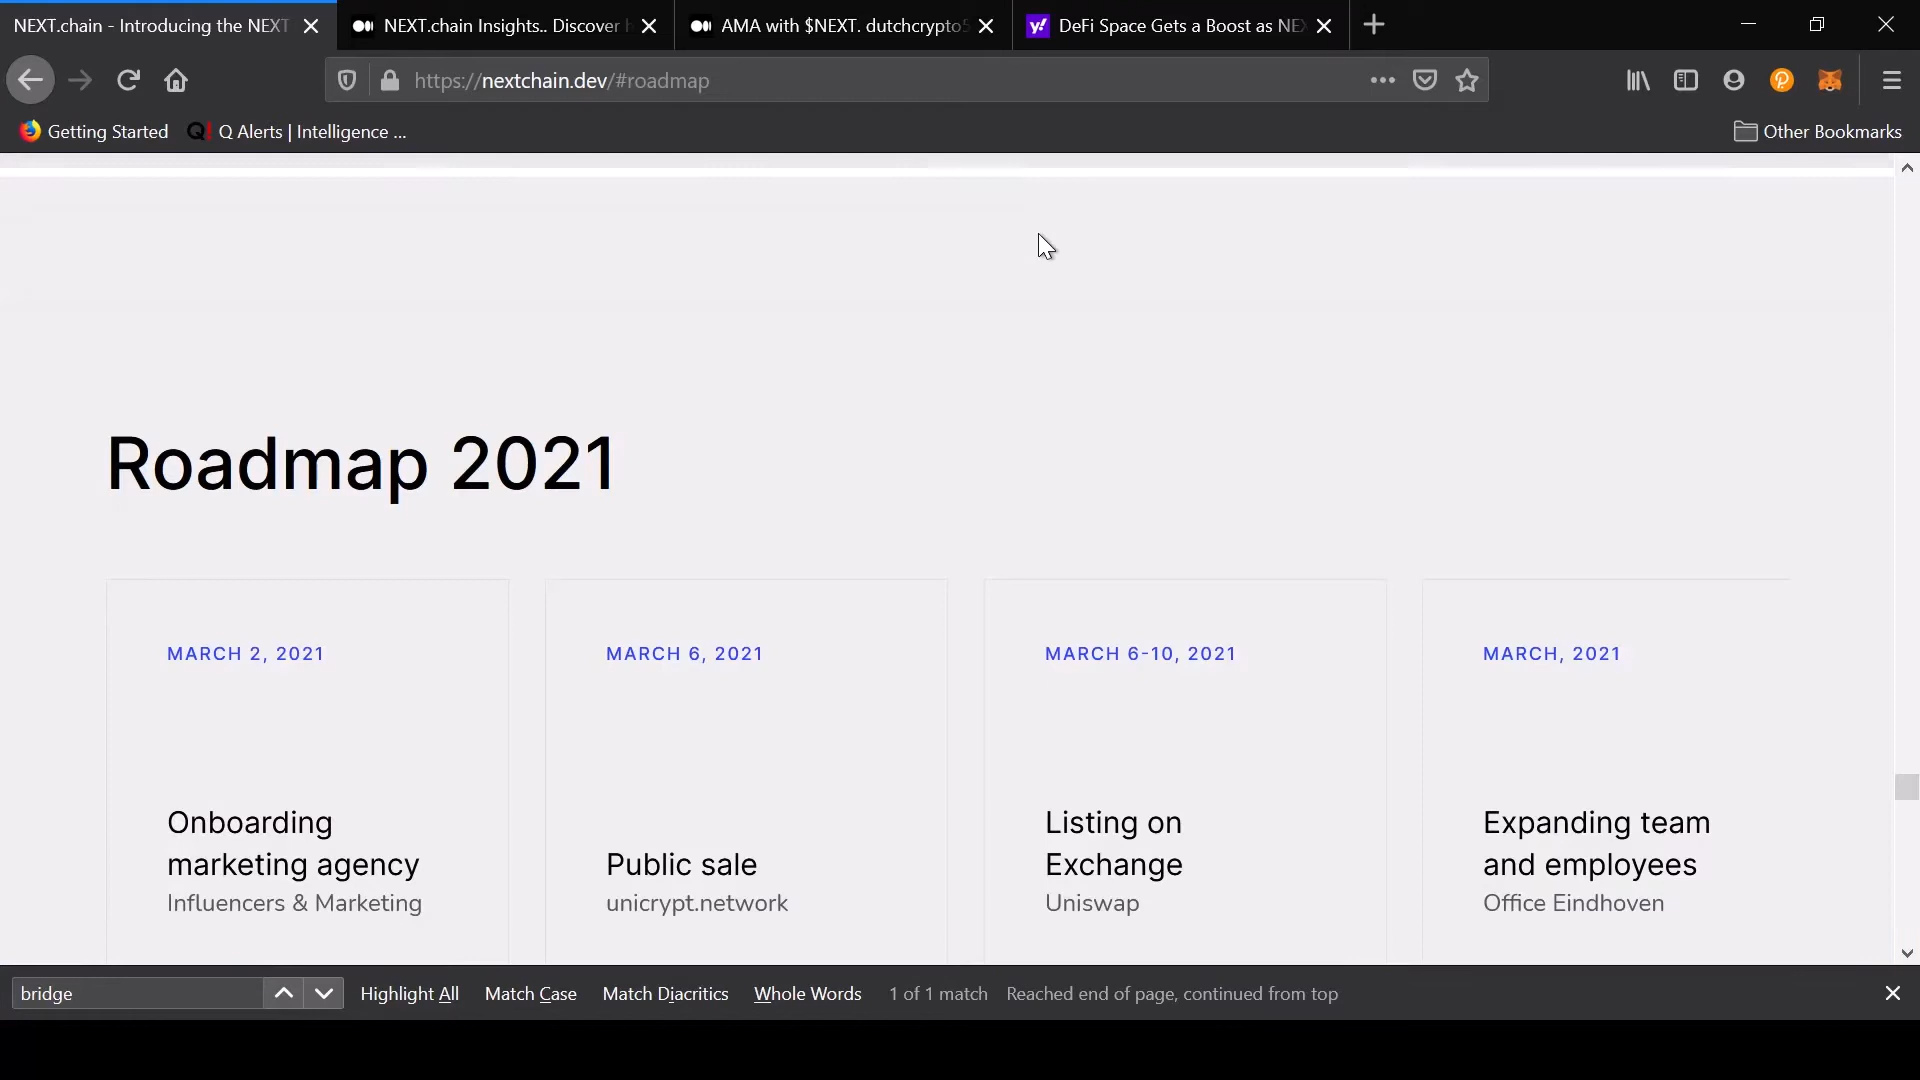 NEXT.chain - Introducing the NEXT
NEXT.chain Insights.. Discover
AMA with $NEXT. dutchcrypto
DeFi Space Gets a Boost as NE
https://nextchain.dev/#roadmap
Getting Started
Q Alerts | Intelligence ...
Other Bookmarks
Roadmap 2021
MARCH 2, 2021
Onboarding
marketing agency
Influencers & Marketing
MARCH 6, 2021
Public sale
unicrypt.network
MARCH 6-10, 2021
Listing on
Exchange
Uniswap
MARCH, 2021
Expanding team
and employees
Office Eindhoven
bridge
Highlight All
Match Case
Match Diacritics
Whole Words
1 of 1 match
Reached end of page, continued from top